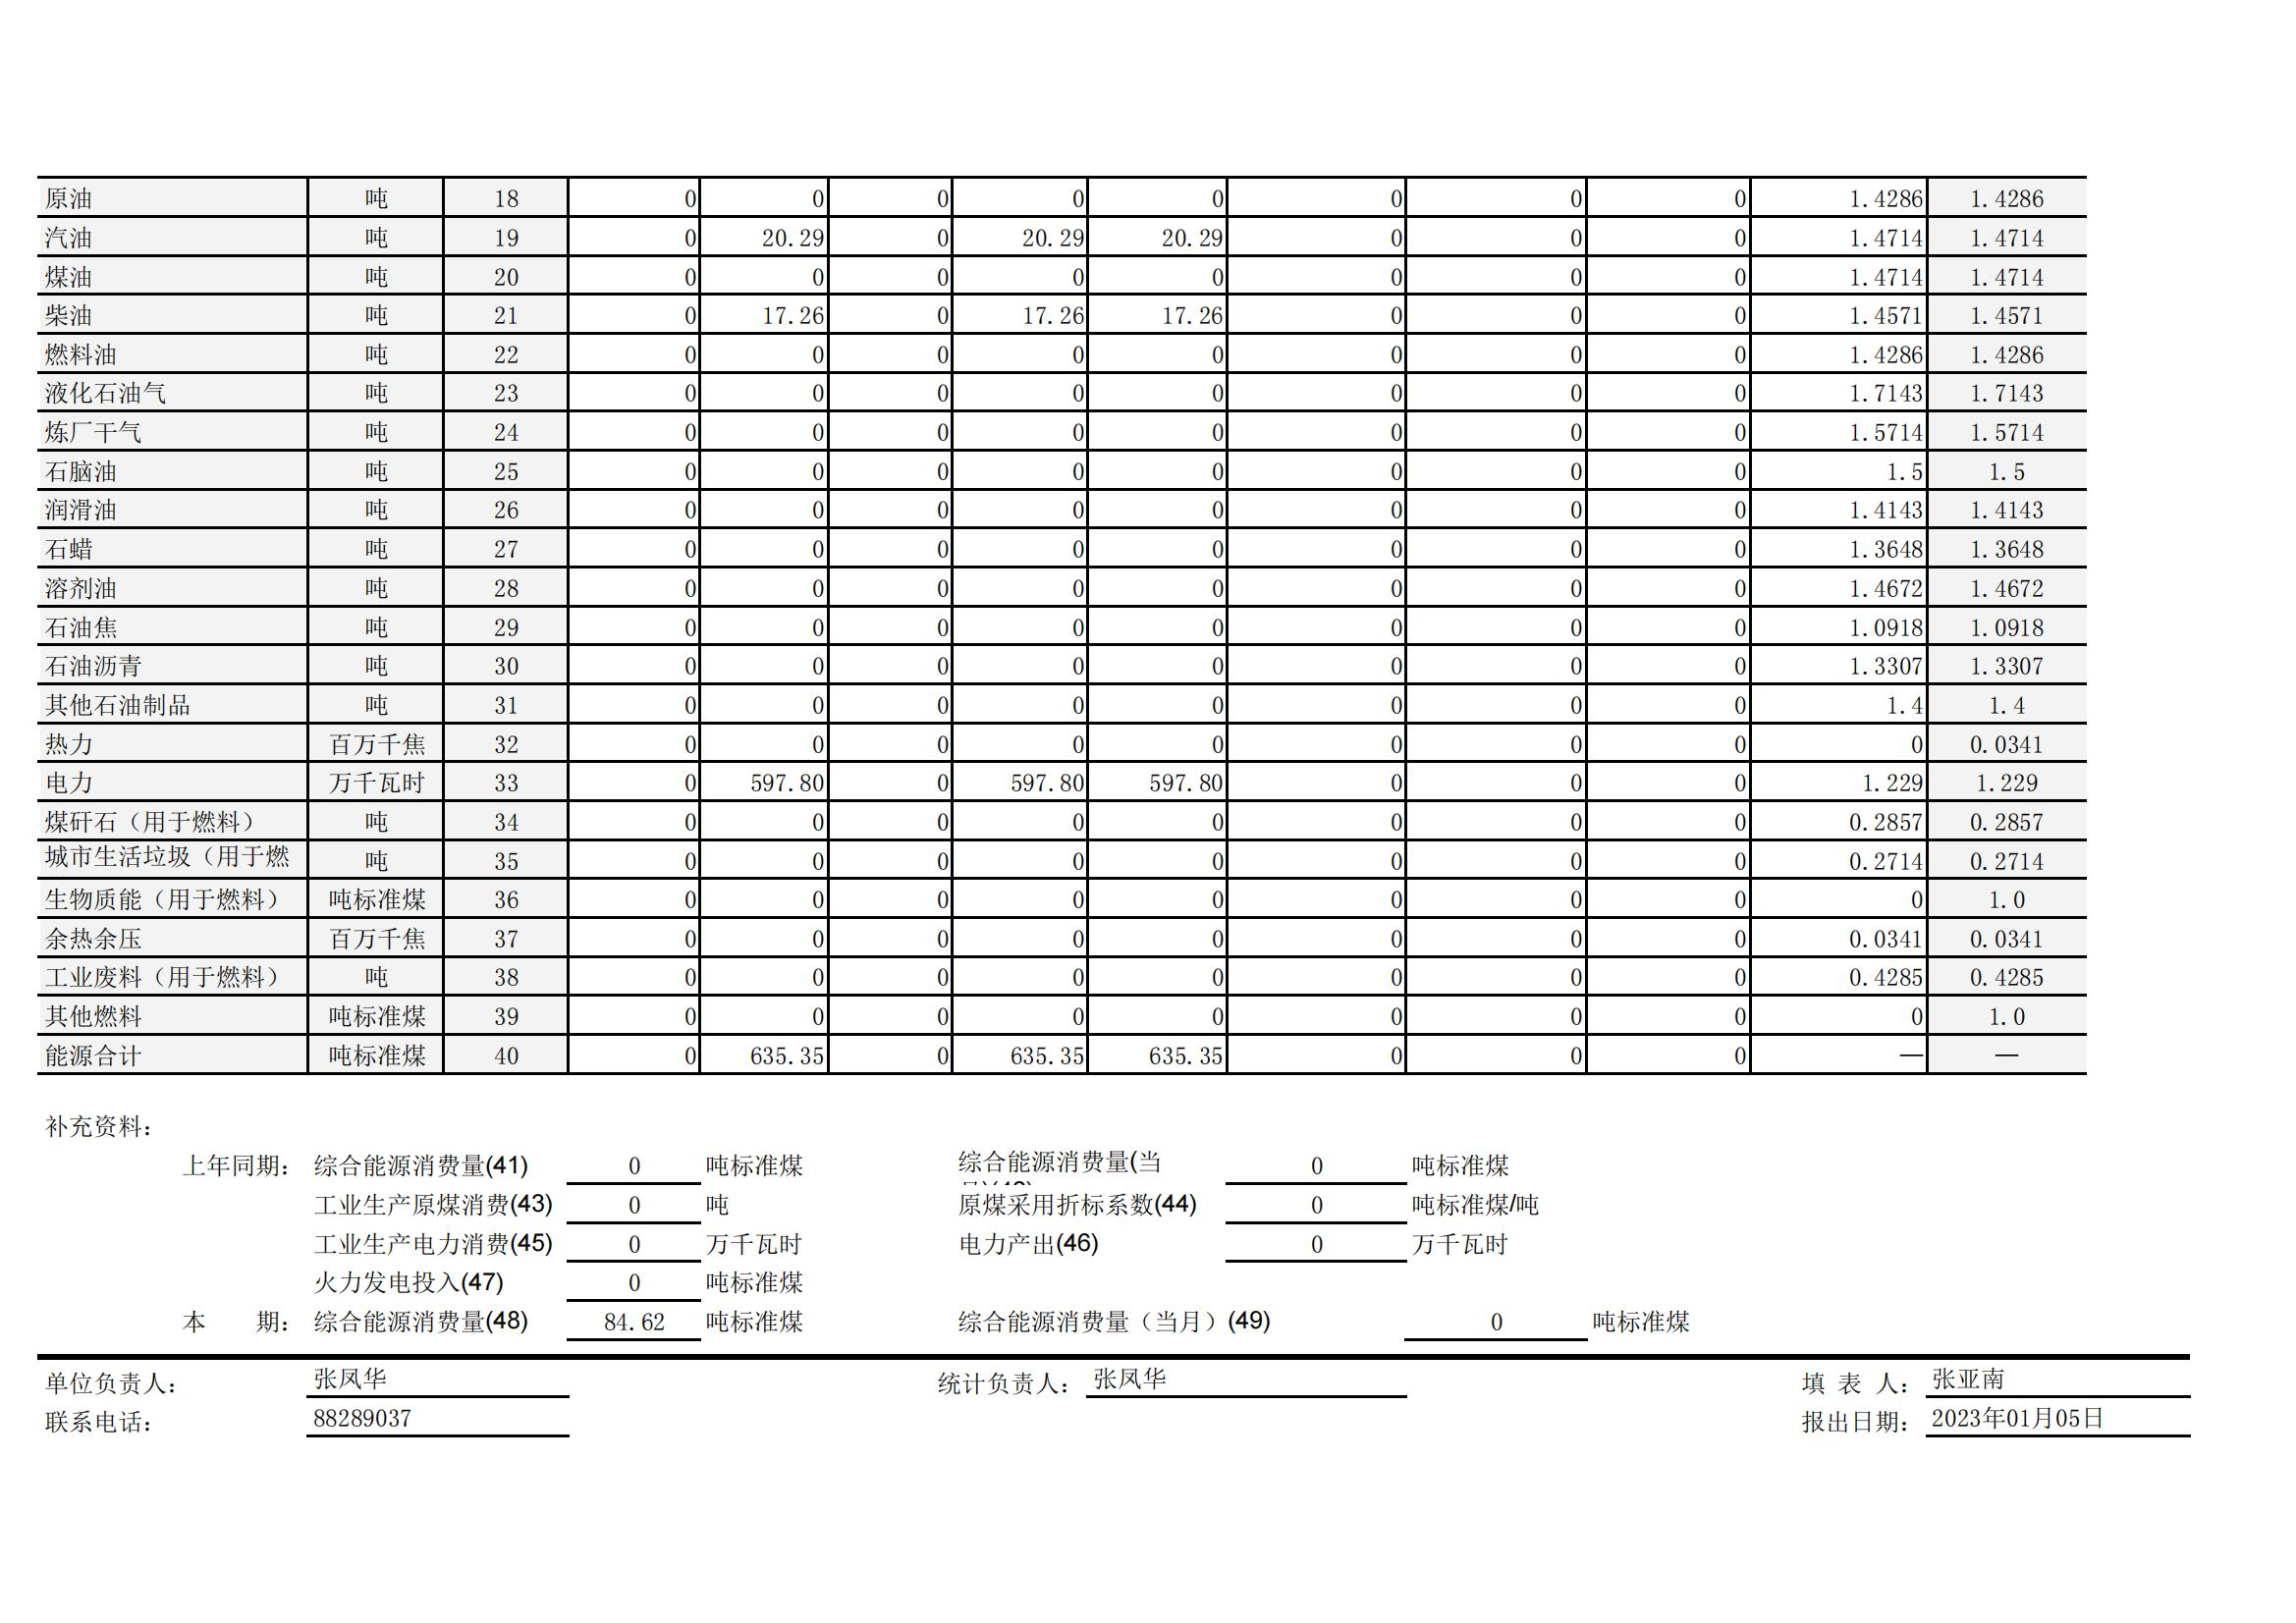 原油 吨 18 0 0 0 0 0 0 0 0 1.4286 1.4286
汽油 吨 19 0 20.29 0 20.29 20.29 0 0 0 1.4714 1.4714
煤油 吨 20 0 0 0 0 0 0 0 0 1.4714 1.4714
柴油 吨 21 0 17.26 0 17.26 17.26 0 0 0 1.4571 1.4571
燃料油 吨 22 0 0 0 0 0 0 0 0 1.4286 1.4286
液化石油气 吨 23 0 0 0 0 0 0 0 0 1.7143 1.7143
炼厂干气 吨 24 0 0 0 0 0 0 0 0 1.5714 1.5714
石脑油 吨 25 0 0 0 0 0 0 0 0 1.5 1.5
润滑油 吨 26 0 0 0 0 0 0 0 0 1.4143 1.4143
石蜡 吨 27 0 0 0 0 0 0 0 0 1.3648 1.3648
溶剂油 吨 28 0 0 0 0 0 0 0 0 1.4672 1.4672
石油焦 吨 29 0 0 0 0 0 0 0 0 1.0918 1.0918
石油沥青 吨 30 0 0 0 0 0 0 0 0 1.3307 1.3307
其他石油制品 吨 31 0 0 0 0 0 0 0 0 1.4 1.4
热力 百万千焦 32 0 0 0 0 0 0 0 0 0 0.0341
电力 万千瓦时 33 0 597.80 0 597.80 597.80 0 0 0 1.229 1.229
煤矸石（用于燃料） 吨 34 0 0 0 0 0 0 0 0 0.2857 0.2857
城市生活垃圾（用于燃 吨 35 0 0 0 0 0 0 0 0 0.2714 0.2714
生物质能（用于燃料） 吨标准煤 36 0 0 0 0 0 0 0 0 0 1.0
余热余压 百万千焦 37 0 0 0 0 0 0 0 0 0.0341 0.0341
工业废料（用于燃料） 吨 38 0 0 0 0 0 0 0 0 0.4285 0.4285
其他燃料 吨标准煤 39 0 0 0 0 0 0 0 0 0 1.0
能源合计 吨标准煤 40 0 635.35 0 635.35 635.35 0 0 0 — —
补充资料：
上年同期： 综合能源消费量(41) 0 吨标准煤 综合能源消费量(当 0 吨标准煤
工业生产原煤消费(43) 0 吨 原煤采用折标系数(44) 0 吨标准煤/吨
工业生产电力消费(45) 0 万千瓦时 电力产出(46) 0 万千瓦时
火力发电投入(47) 0 吨标准煤
本 期： 综合能源消费量(48) 84.62 吨标准煤 综合能源消费量（当月）(49) 0 吨标准煤
单位负责人： 张凤华 统计负责人： 张凤华 填 表 人： 张亚南
联系电话： 88289037 报出日期： 2023年01月05日